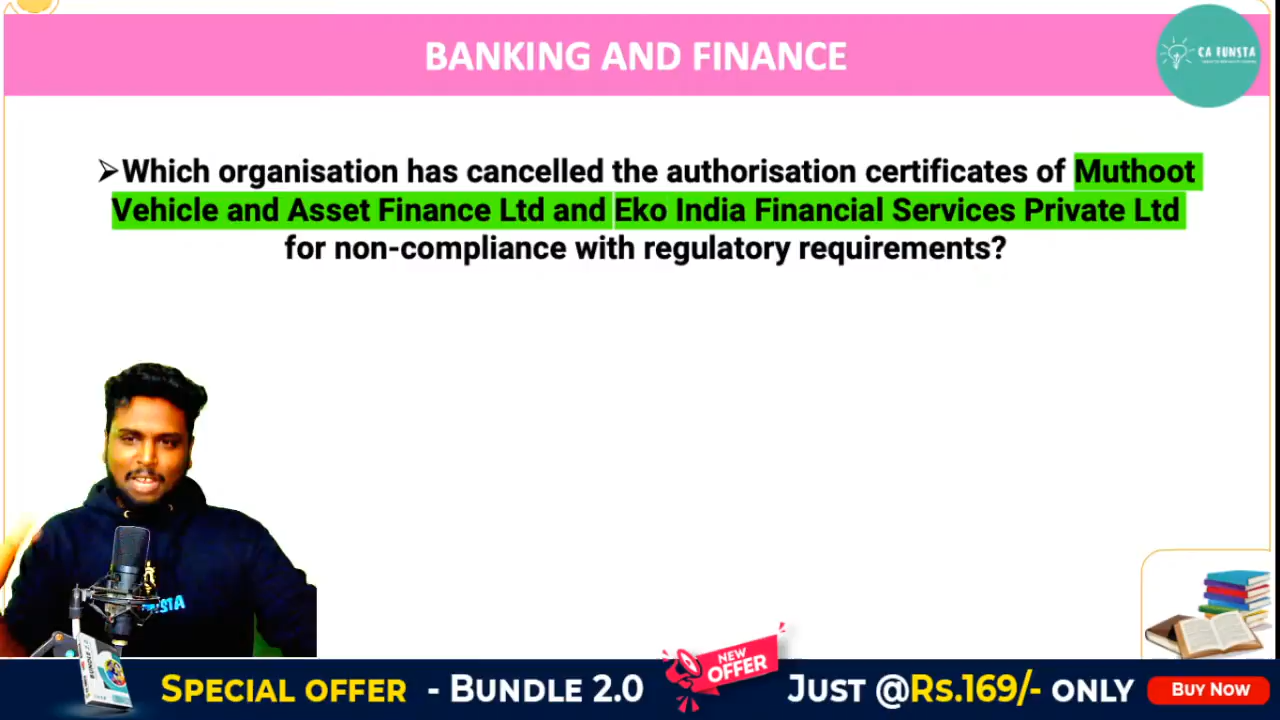 BANKING AND FINANCE
CA FUNSTA
➢Which organisation has cancelled the authorisation certificates of Muthoot
Vehicle and Asset Finance Ltd and Eko India Financial Services Private Ltd
for non-compliance with regulatory requirements?
NEW
OFFER
SPECIAL OFFER - BUNDLE 2.0
JUST @Rs.169/- ONLY
Buy Now